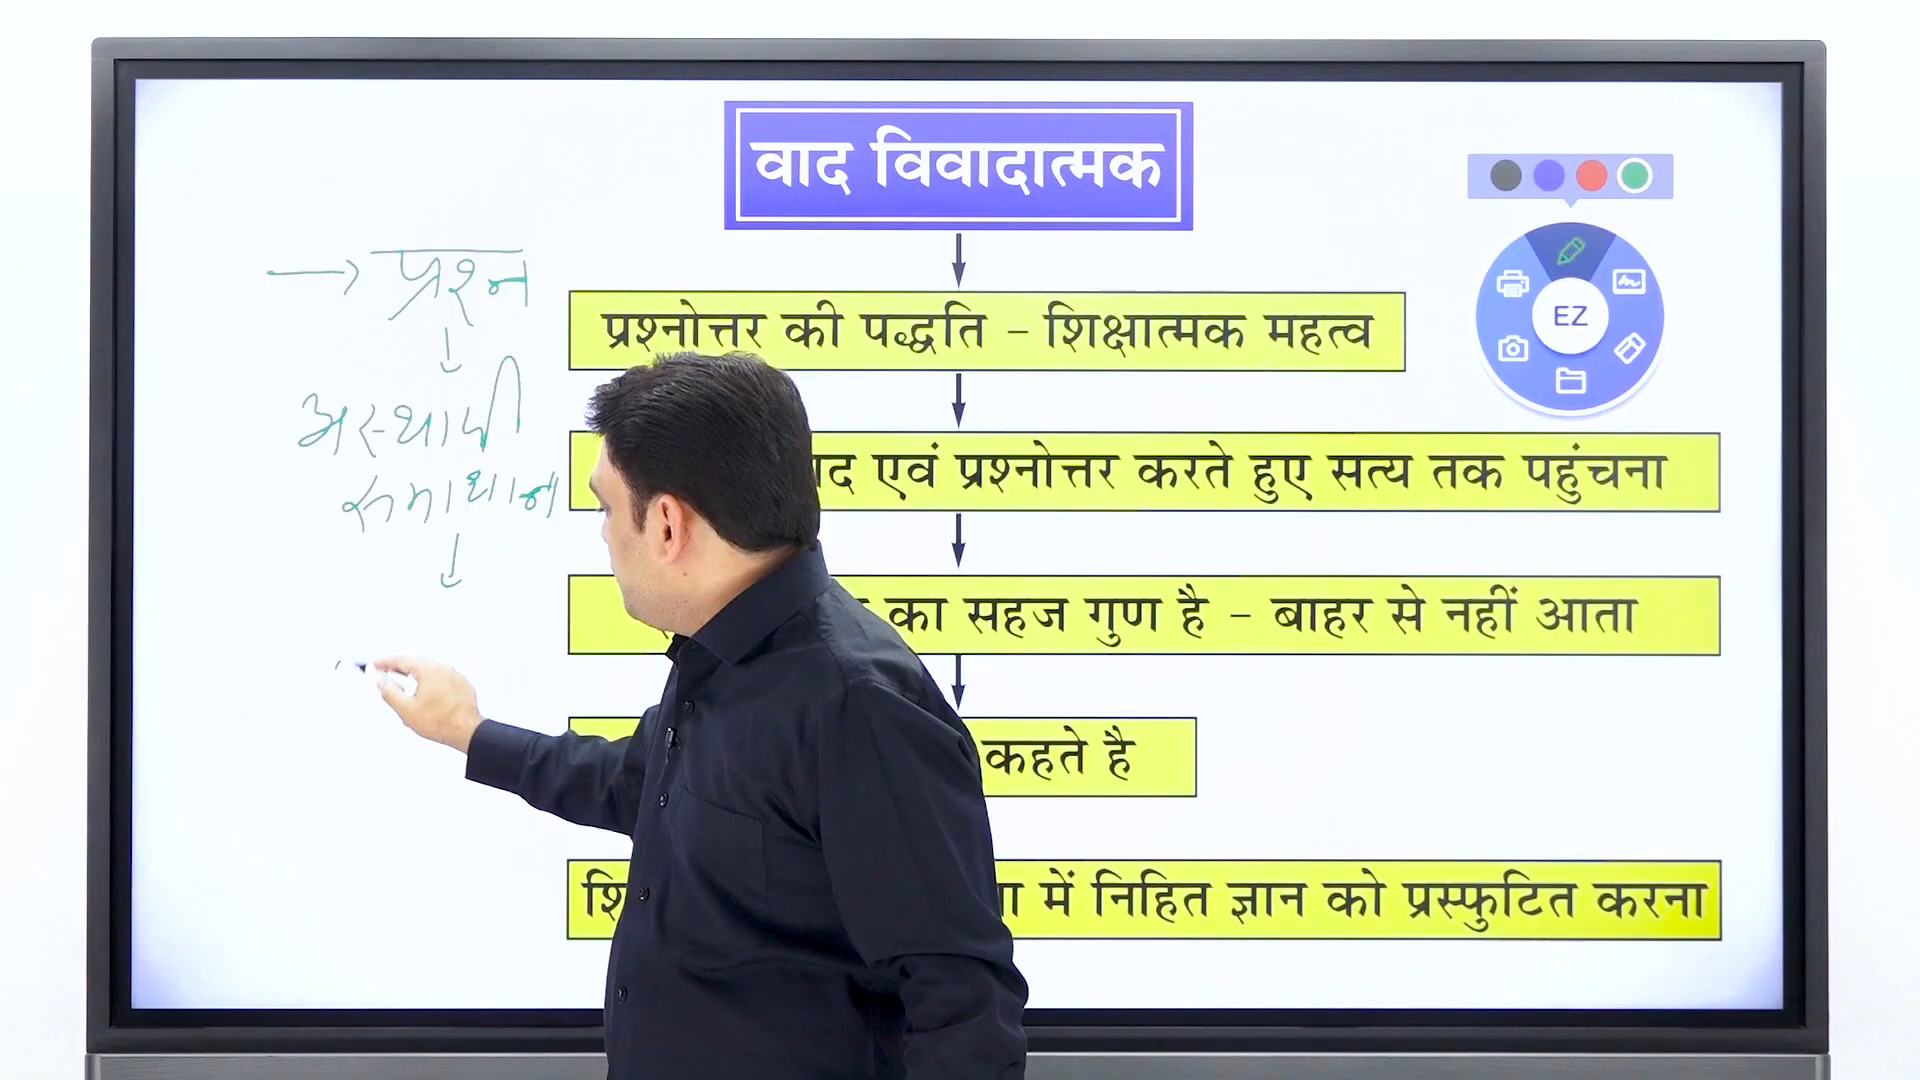 वाद विवादात्मक
प्रश्नोत्तर की पद्धति - शिक्षात्मक महत्व
एवं प्रश्नोत्तर करते हुए सत्य तक पहुंचना
का सहज गुण है - बाहर से नहीं आता
कहते है
में निहित ज्ञान को प्रस्फुटित करना
प्रश्न
अस्थायी
समाधान
EZ